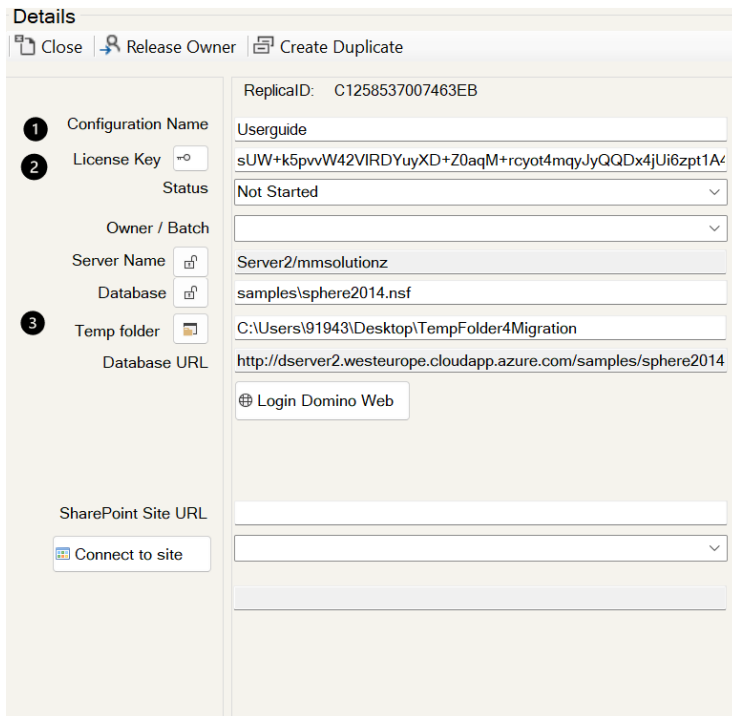 Details
Close Release Owner Create Duplicate
ReplicaID: C1258537007463EB
1 Configuration Name Userguide
2 License Key sUW+k5pvvW42VIRDYuyXD+Z0aqM+rcyot4mqyJyQQDx4jUi6zpt1A4
Status Not Started
Owner / Batch
Server Name Server2/mmsolutionz
Database samples\sphere2014.nsf
3 Temp folder C:\Users\91943\Desktop\TempFolder4Migration
Database URL http://dserver2.westeurope.cloudapp.azure.com/samples/sphere2014
Login Domino Web
SharePoint Site URL
Connect to site